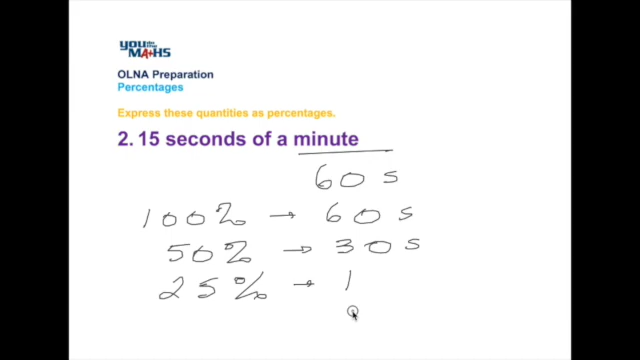 you do the
MATHS
OLNA Preparation
Percentages
Express these quantities as percentages.
2. 15 seconds of a minute
60 s
100% → 60 s
50% → 30 s
25% → 1